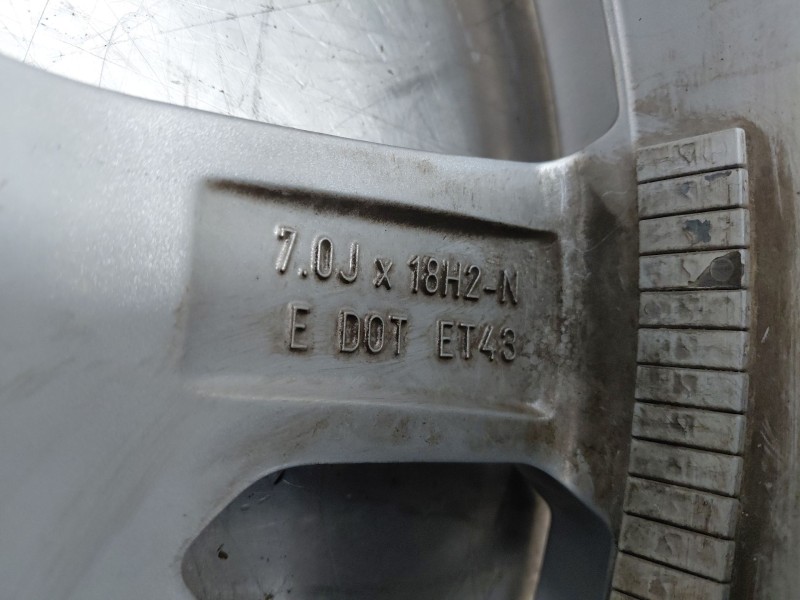 7.0J x 18H2-N
E DOT ET43